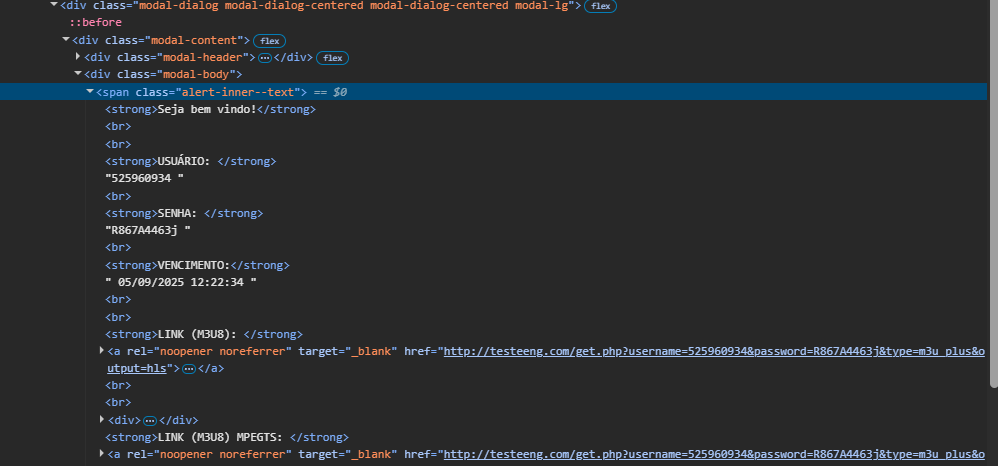 <div class="modal-dialog modal-dialog-centered modal-dialog-centered modal-lg"> flex
::before
<div class="modal-content"> flex
<div class="modal-header"> ⋯ </div> flex
<div class="modal-body">
<span class="alert-inner--text"> == $0
<strong>Seja bem vindo!</strong>
<br>
<br>
<strong>USUÁRIO: </strong>
"525960934 "
<br>
<strong>SENHA: </strong>
"R867A4463j "
<br>
<strong>VENCIMENTO:</strong>
" 05/09/2025 12:22:34 "
<br>
<br>
<strong>LINK (M3U8): </strong>
<a rel="noopener noreferrer" target="_blank" href="http://testeeng.com/get.php?username=525960934&password=R867A4463j&type=m3u_plus&o
utput=hls"> ⋯ </a>
<br>
<br>
<div> ⋯ </div>
<strong>LINK (M3U8) MPEGTS: </strong>
<a rel="noopener noreferrer" target="_blank" href="http://testeeng.com/get.php?username=525960934&password=R867A4463j&type=m3u_plus&o